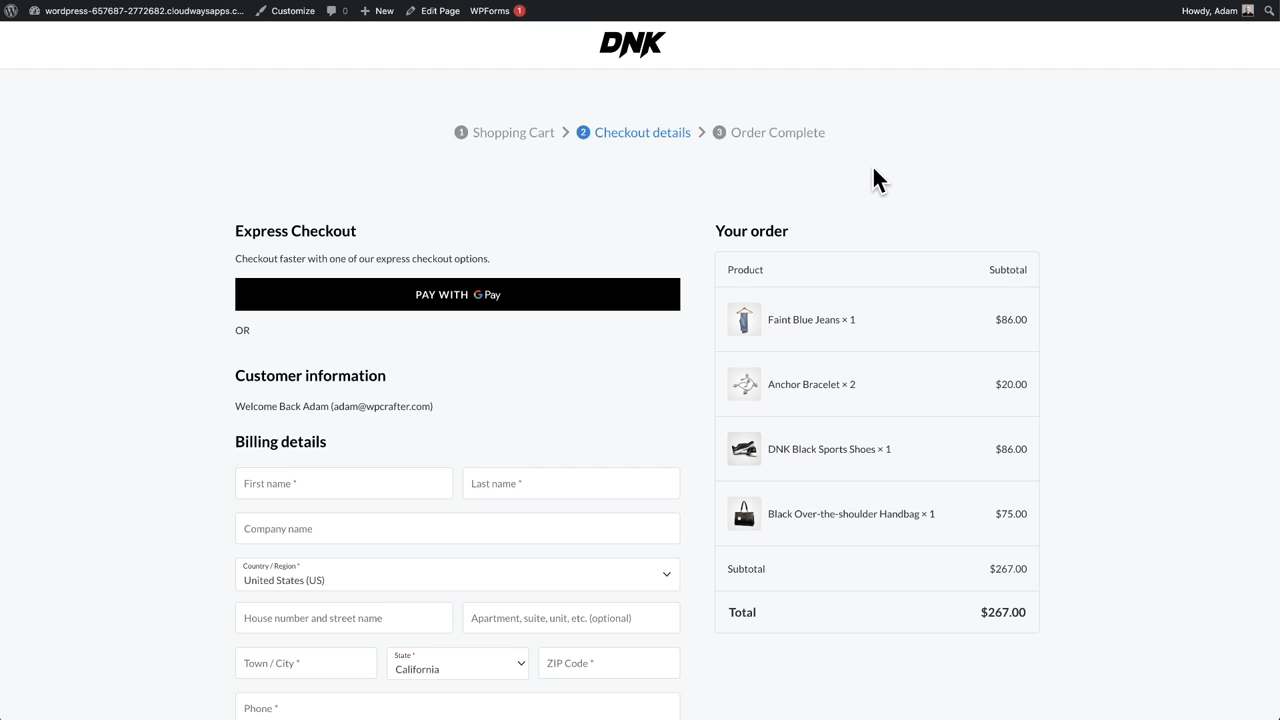 wordpress-657687-2772682.cloudwaysapps.c... Customize 0 New Edit Page WPForms 1 Howdy, Adam
DNK
1 Shopping Cart 2 Checkout details 3 Order Complete
Express Checkout
Checkout faster with one of our express checkout options.
PAY WITH G Pay
OR
Customer information
Welcome Back Adam (adam@wpcrafter.com)
Billing details
First name * Last name *
Company name
Country / Region *
United States (US)
House number and street name Apartment, suite, unit, etc. (optional)
Town / City * State * California ZIP Code *
Phone *
Your order
Product Subtotal
Faint Blue Jeans × 1 $86.00
Anchor Bracelet × 2 $20.00
DNK Black Sports Shoes × 1 $86.00
Black Over-the-shoulder Handbag × 1 $75.00
Subtotal $267.00
Total $267.00